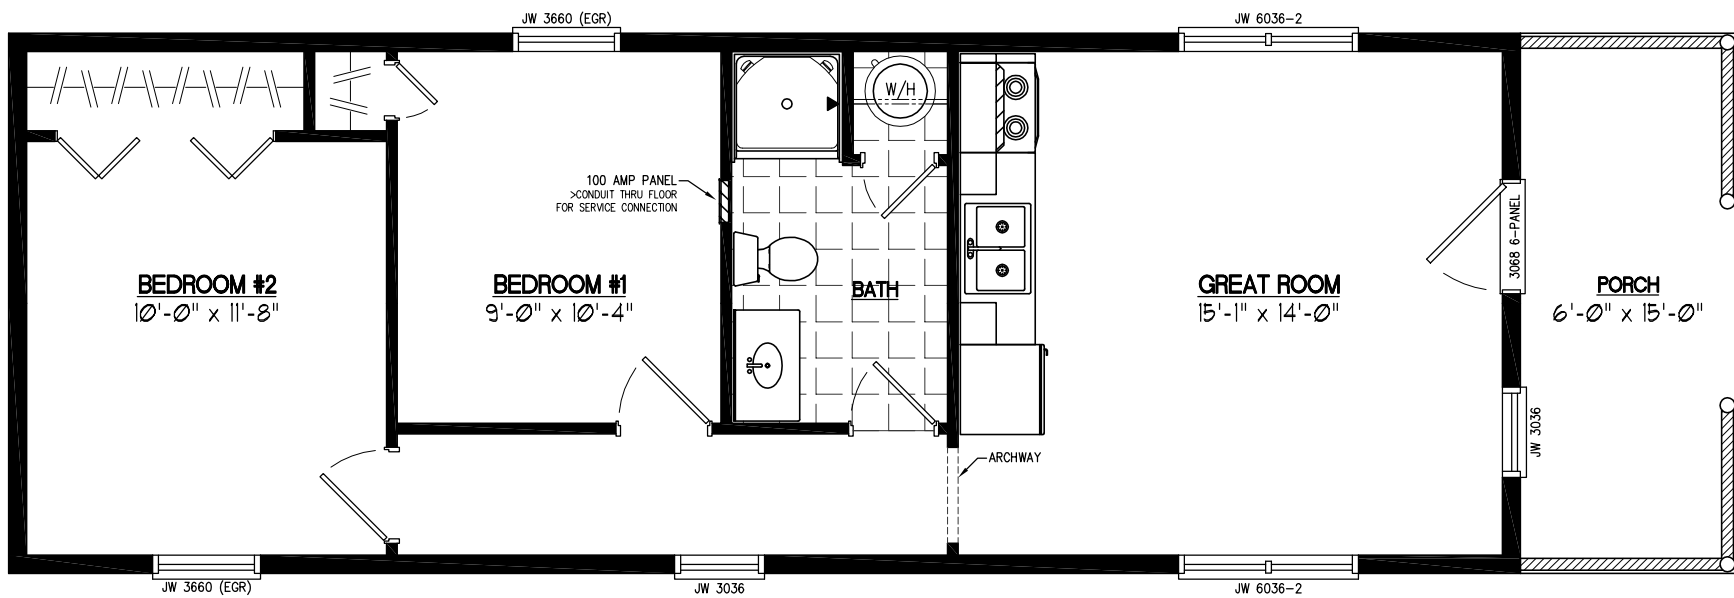 JW 3660 (EGR)
JW 6036-2
W/H
100 AMP PANEL
>CONDUIT THRU FLOOR
FOR SERVICE CONNECTION
3068 6-PANEL
BEDROOM #2
10'-0" x 11'-8"
BEDROOM #1
9'-0" x 10'-4"
BATH
GREAT ROOM
15'-1" x 14'-0"
PORCH
6'-0" x 15'-0"
JW 3036
ARCHWAY
JW 3660 (EGR)
JW 3036
JW 6036-2